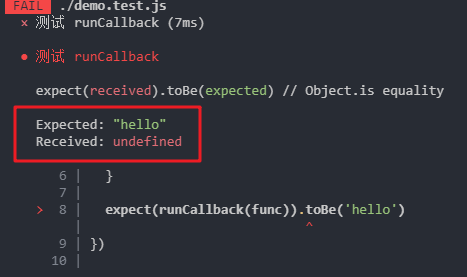 FAIL ./demo.test.js
× 测试 runCallback (7ms)
● 测试 runCallback
expect(received).toBe(expected) // Object.is equality
Expected: "hello"
Received: undefined
6 | }
7 |
> 8 | expect(runCallback(func)).toBe('hello')
| ^
9 | })
10 |